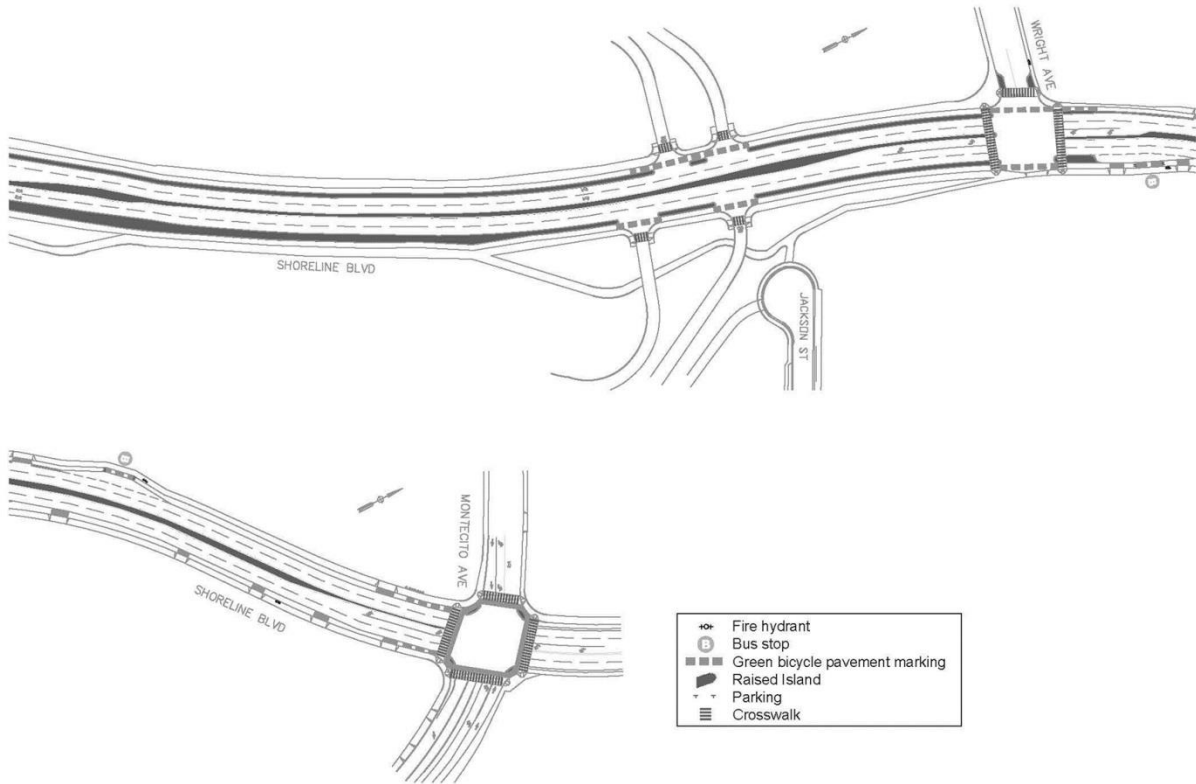 WRIGHT AVE
B
SHORELINE BLVD
JACKSON ST
B
MONTECITO AVE
SHORELINE BLVD
Fire hydrant
B Bus stop
Green bicycle pavement marking
Raised Island
Parking
Crosswalk